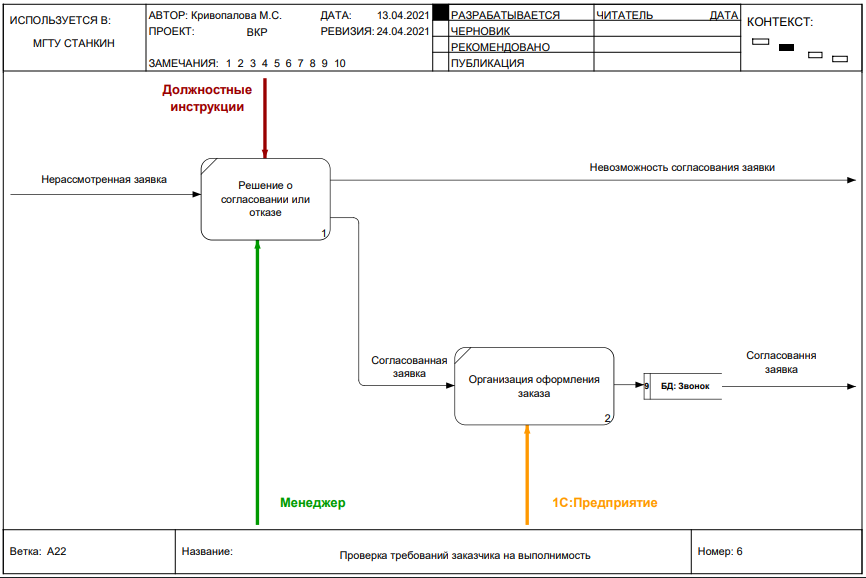 ИСПОЛЬЗУЕТСЯ В:
МГТУ СТАНКИН
АВТОР: Кривопалова М.С.
ДАТА: 13.04.2021
ПРОЕКТ: ВКР
РЕВИЗИЯ: 24.04.2021
ЗАМЕЧАНИЯ: 1 2 3 4 5 6 7 8 9 10
РАЗРАБАТЫВАЕТСЯ
ЧЕРНОВИК
РЕКОМЕНДОВАНО
ПУБЛИКАЦИЯ
ЧИТАТЕЛЬ ДАТА
КОНТЕКСТ:
Должностные
инструкции
Нерассмотренная заявка
Решение о
согласовании или
отказе
1
Невозможность согласования заявки
Согласованная
заявка
Организация оформления
заказа
2
9 БД: Звонок
Согласовання
заявка
Менеджер
1С:Предприятие
Ветка: A22
Название:
Проверка требований заказчика на выполнимость
Номер: 6